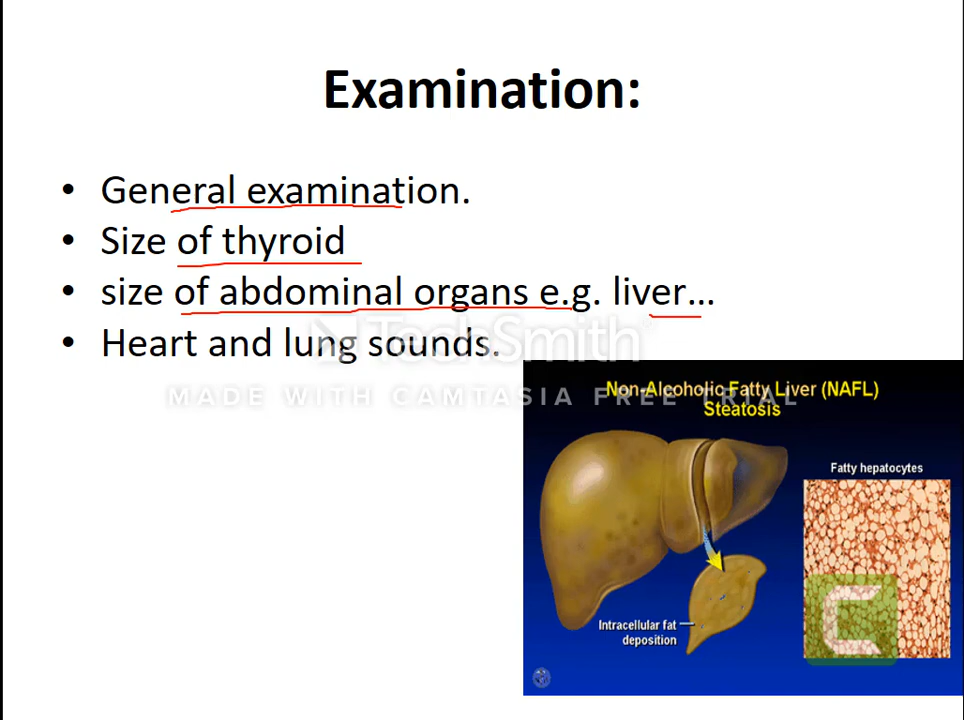 Examination:
• General examination.
• Size of thyroid
• size of abdominal organs e.g. liver...
• Heart and lung sounds.
TechSmith
MADE WITH CAMTASIA FREE TRIAL
Non-Alcoholic Fatty Liver (NAFL)
Steatosis
Fatty hepatocytes
Intracellular fat
deposition